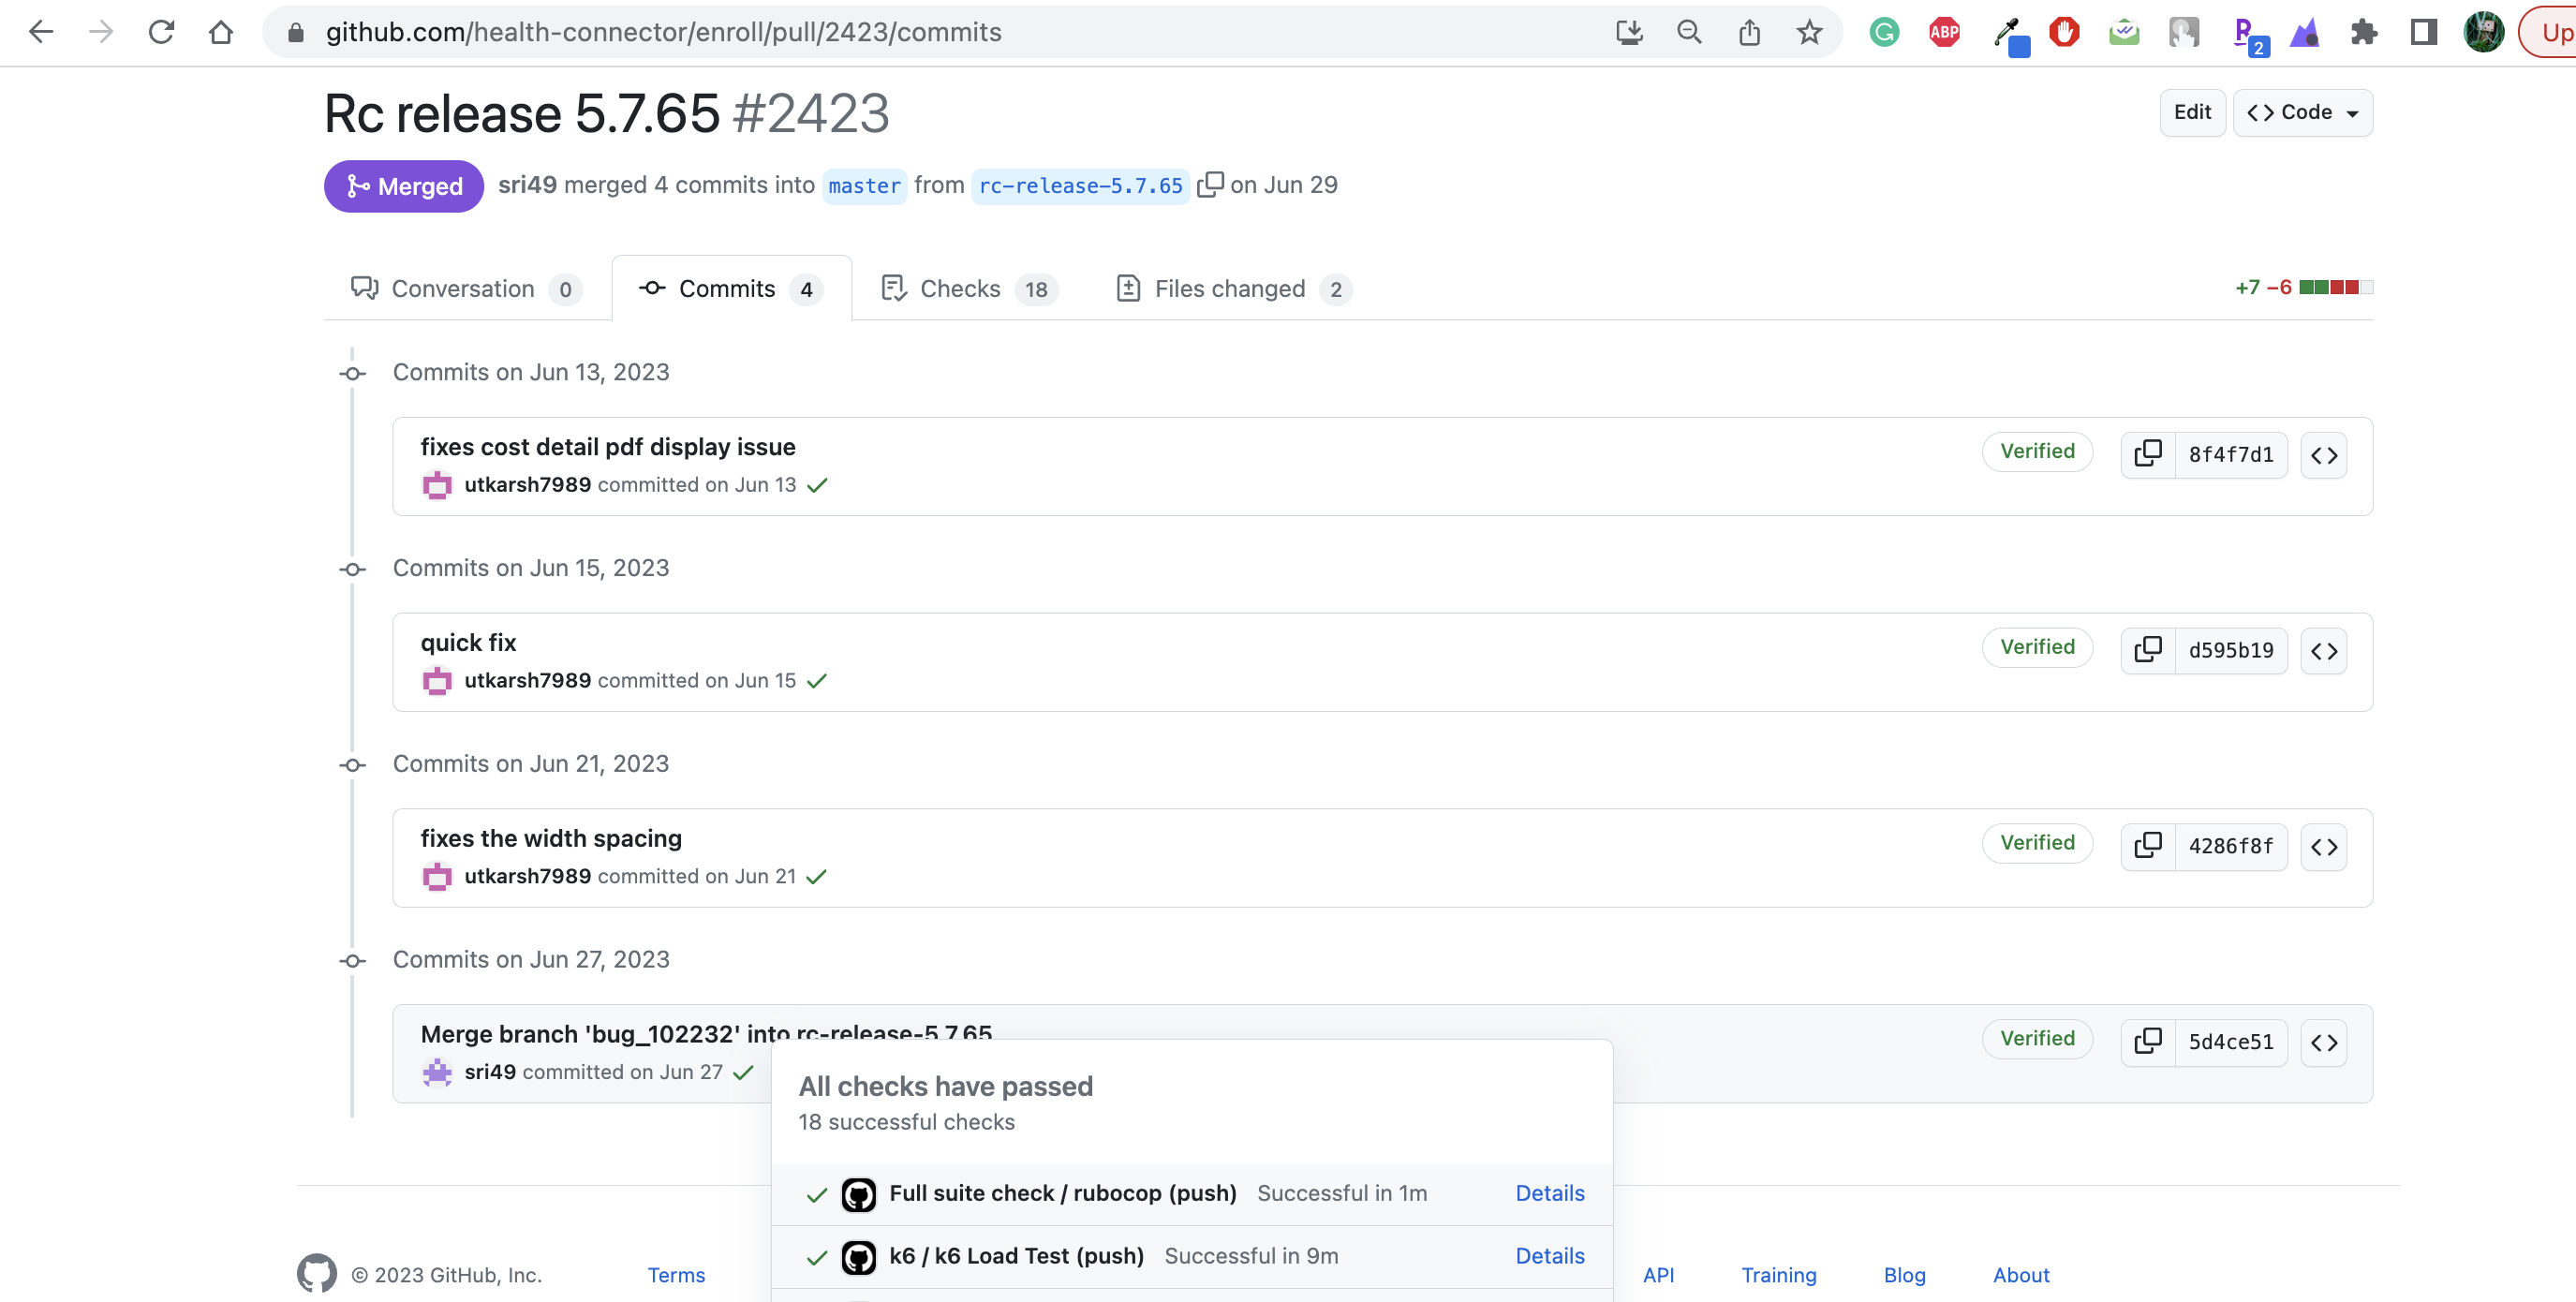 github.com/health-connector/enroll/pull/2423/commits
ABP
2
Up
Rc release 5.7.65 #2423
Edit
<> Code
Merged sri49 merged 4 commits into master from rc-release-5.7.65 on Jun 29
Conversation 0 Commits 4 Checks 18 Files changed 2
+7 −6
Commits on Jun 13, 2023
fixes cost detail pdf display issue
utkarsh7989 committed on Jun 13
Verified
8f4f7d1
Commits on Jun 15, 2023
quick fix
utkarsh7989 committed on Jun 15
Verified
d595b19
Commits on Jun 21, 2023
fixes the width spacing
utkarsh7989 committed on Jun 21
Verified
4286f8f
Commits on Jun 27, 2023
Merge branch 'bug_102232' into rc-release-5.7.65
sri49 committed on Jun 27
Verified
5d4ce51
All checks have passed
18 successful checks
Full suite check / rubocop (push) Successful in 1m Details
k6 / k6 Load Test (push) Successful in 9m Details
© 2023 GitHub, Inc.
Terms
API
Training
Blog
About